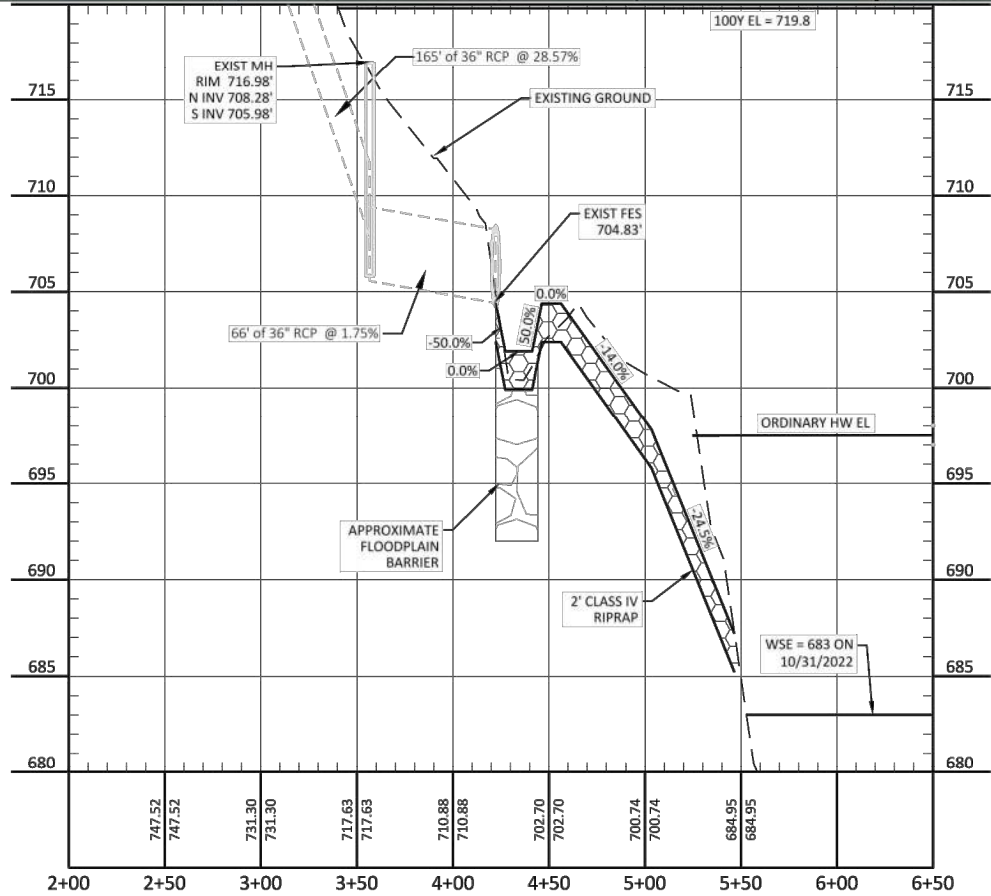 100Y EL = 719.8
165' of 36" RCP @ 28.57%
EXIST MH
RIM 716.98'
N INV 708.28'
S INV 705.98'
EXISTING GROUND
715
715
710
710
EXIST FES
704.83'
705
705
0.0%
66' of 36" RCP @ 1.75%
-50.0%
50.0%
0.0%
-14.0%
700
700
ORDINARY HW EL
695
695
-24.5%
APPROXIMATE
FLOODPLAIN
BARRIER
690
690
2' CLASS IV
RIPRAP
WSE = 683 ON
10/31/2022
685
685
680
680
747.52
747.52
731.30
731.30
717.63
717.63
710.88
710.88
702.70
702.70
700.74
700.74
684.95
684.95
2+00 2+50 3+00 3+50 4+00 4+50 5+00 5+50 6+00 6+50